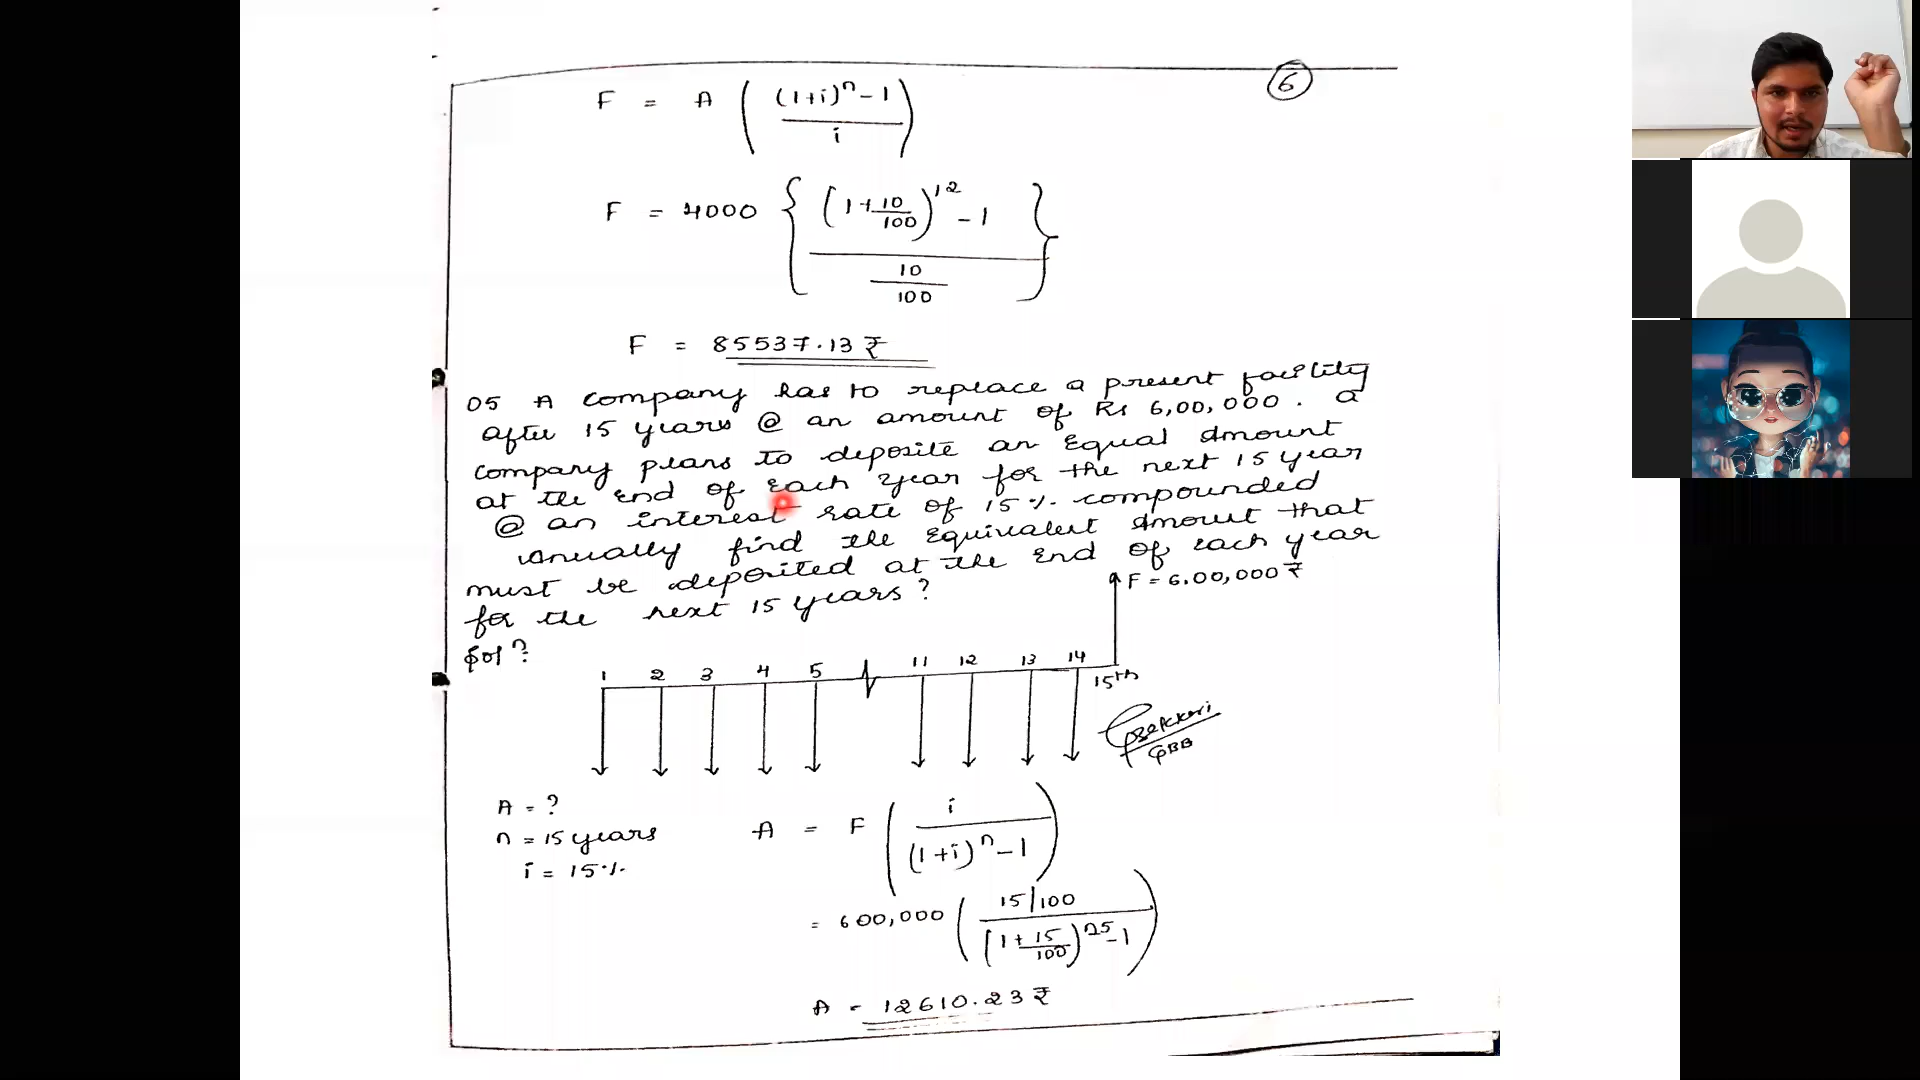 6
F = A ( (1+i)^n - 1 / i )
F = 4000 { (1 + 10/100)^12 - 1 / 10/100 }
F = 85537.13 ₹
05 A company has to replace a present facility
after 15 years @ an amount of Rs 6,00,000. a
company plans to deposite an Equal Amount
at the end of each year for the next 15 year
@ an interest rate of 15% compounded
anually find the Equivalent Amount that
must be deposited at the End of each year
for the next 15 years?
F = 6.00,000 ₹
Sol^n:
1 2 3 4 5 11 12 13 14 15th
GBB
A = ?
n = 15 years
i = 15%
A = F ( i / (1+i)^n - 1 )
= 600,000 ( 15/100 / (1 + 15/100)^15 - 1 )
A = 12610.23 ₹